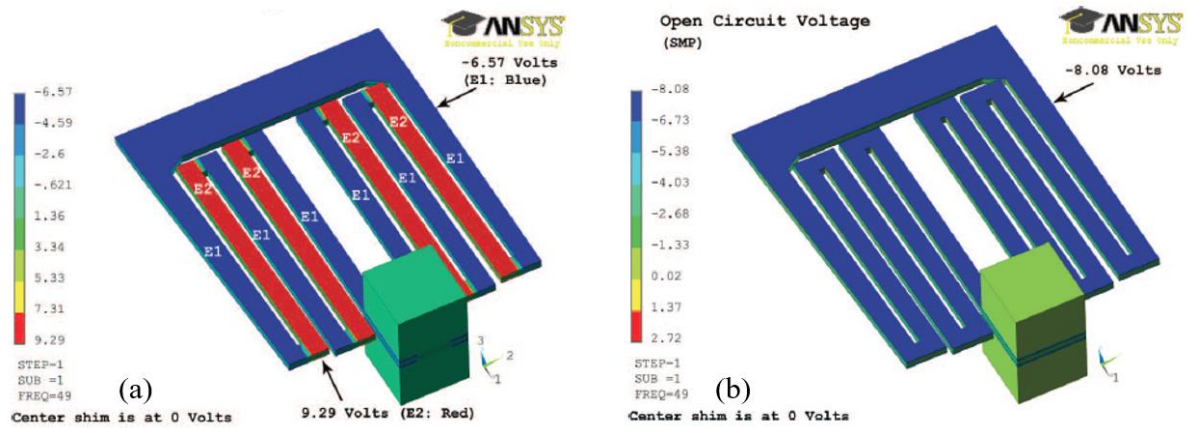 ANSYS
Noncommercial Use Only
-6.57 Volts
(E1: Blue)
-6.57
-4.59
-2.6
-.621
1.36
3.34
5.33
7.31
9.29
E2
E2
E2
E2
E1
E1
E1
E1
E1
E1
3
2
1
STEP=1
SUB =1
FREQ=49
(a)
Center shim is at 0 Volts
9.29 Volts (E2: Red)
Open Circuit Voltage
(SMP)
ANSYS
Noncommercial Use Only
-8.08 Volts
-8.08
-6.73
-5.38
-4.03
-2.68
-1.33
0.02
1.37
2.72
1
STEP=1
SUB =1
FREQ=49
(b)
Center shim is at 0 Volts